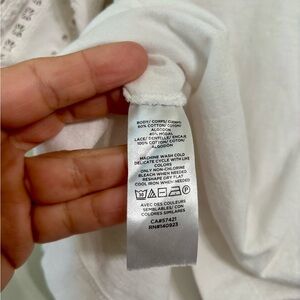 BODY/ CORPS/ CUERPO
60% COTTON/ COTON/
ALGODON
40% MODAL
LACE/ DENTELLE/ ENCAJE
100% COTTON/ COTON/
ALGODON
MACHINE WASH COLD
DELICATE CYCLE WITH LIKE
COLORS
ONLY NON-CHLORINE
BLEACH WHEN NEEDED
RESHAPE DRY FLAT
COOL IRON IF NEEDED
AVEC DES COULEURS
SEMBLABLES/ CON
COLORES SIMILARES
CA#57421
RN#140923